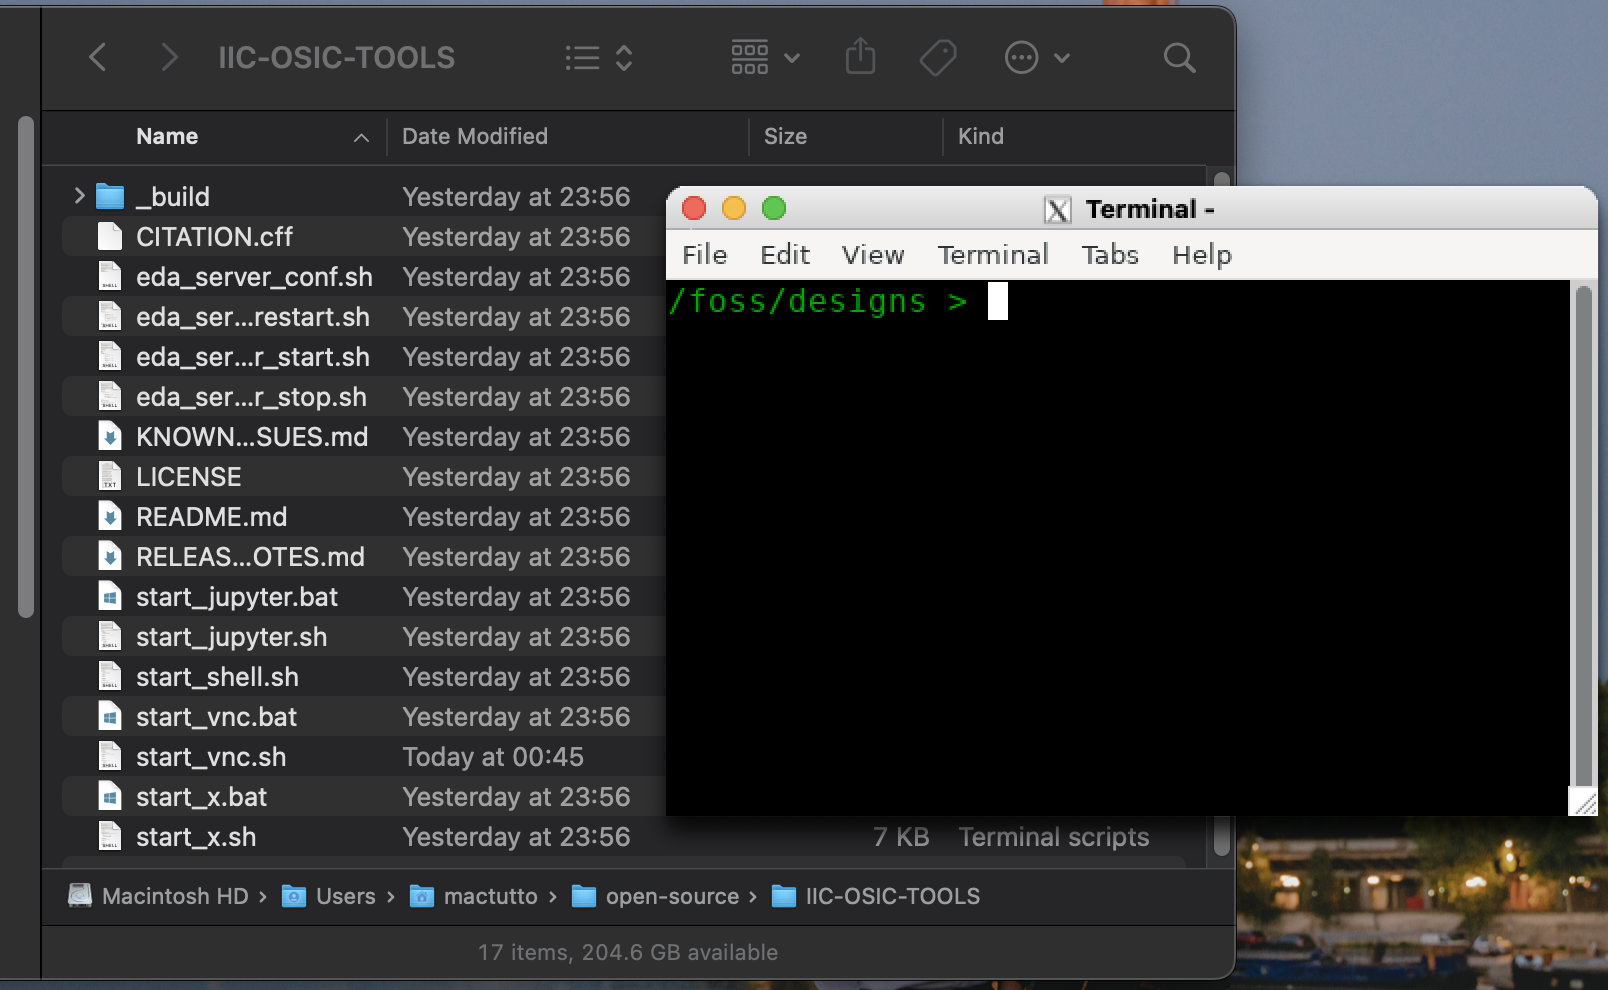 IIC-OSIC-TOOLS
Name Date Modified Size Kind
_build Yesterday at 23:56
CITATION.cff Yesterday at 23:56
eda_server_conf.sh Yesterday at 23:56
eda_ser...restart.sh Yesterday at 23:56
eda_ser...r_start.sh Yesterday at 23:56
eda_ser...r_stop.sh Yesterday at 23:56
KNOWN...SUES.md Yesterday at 23:56
LICENSE Yesterday at 23:56
README.md Yesterday at 23:56
RELEAS...OTES.md Yesterday at 23:56
start_jupyter.bat Yesterday at 23:56
start_jupyter.sh Yesterday at 23:56
start_shell.sh Yesterday at 23:56
start_vnc.bat Yesterday at 23:56
start_vnc.sh Today at 00:45
start_x.bat Yesterday at 23:56
start_x.sh Yesterday at 23:56 7 KB Terminal scripts
Macintosh HD › Users › mactutto › open-source › IIC-OSIC-TOOLS
17 items, 204.6 GB available
Terminal -
File Edit View Terminal Tabs Help
/foss/designs >